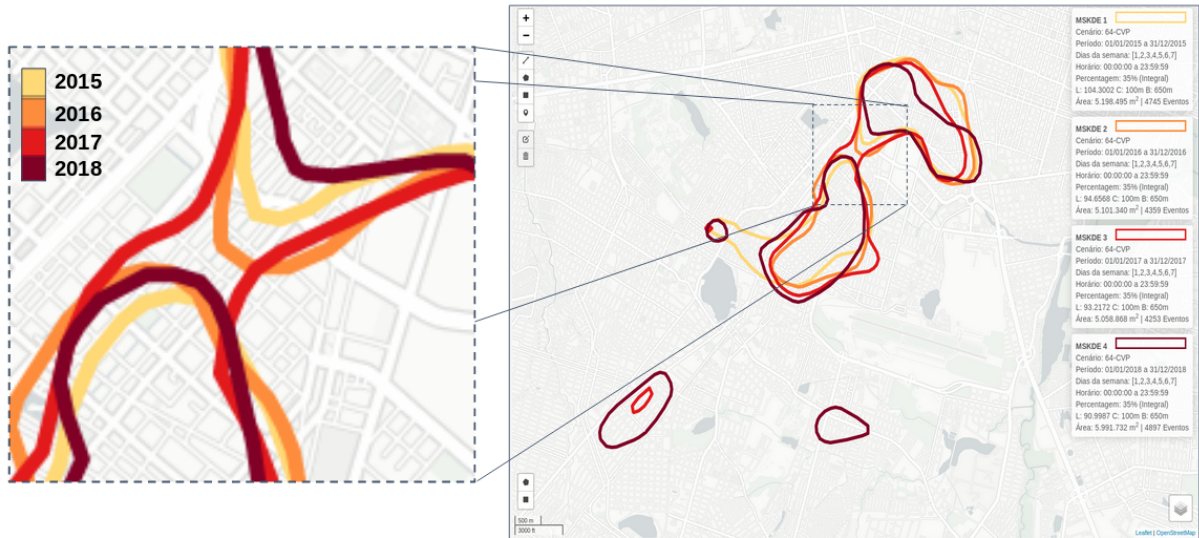 2015
2016
2017
2018
+
−
MSKDE 1
Cenário: 64-CVP
Período: 01/01/2015 a 31/12/2015
Dias da semana: [1,2,3,4,5,6,7]
Horário: 00:00:00 a 23:59:59
Percentagem: 35% (Integral)
L: 104.3002 C: 100m B: 650m
Área: 5.198.495 m² | 4745 Eventos
MSKDE 2
Cenário: 64-CVP
Período: 01/01/2016 a 31/12/2016
Dias da semana: [1,2,3,4,5,6,7]
Horário: 00:00:00 a 23:59:59
Percentagem: 35% (Integral)
L: 94.6568 C: 100m B: 650m
Área: 5.101.340 m² | 4359 Eventos
MSKDE 3
Cenário: 64-CVP
Período: 01/01/2017 a 31/12/2017
Dias da semana: [1,2,3,4,5,6,7]
Horário: 00:00:00 a 23:59:59
Percentagem: 35% (Integral)
L: 93.2172 C: 100m B: 650m
Área: 5.058.868 m² | 4253 Eventos
MSKDE 4
Cenário: 64-CVP
Período: 01/01/2018 a 31/12/2018
Dias da semana: [1,2,3,4,5,6,7]
Horário: 00:00:00 a 23:59:59
Percentagem: 35% (Integral)
L: 90.9987 C: 100m B: 650m
Área: 5.991.732 m² | 4897 Eventos
500 m
3000 ft
Leaflet | OpenStreetMap